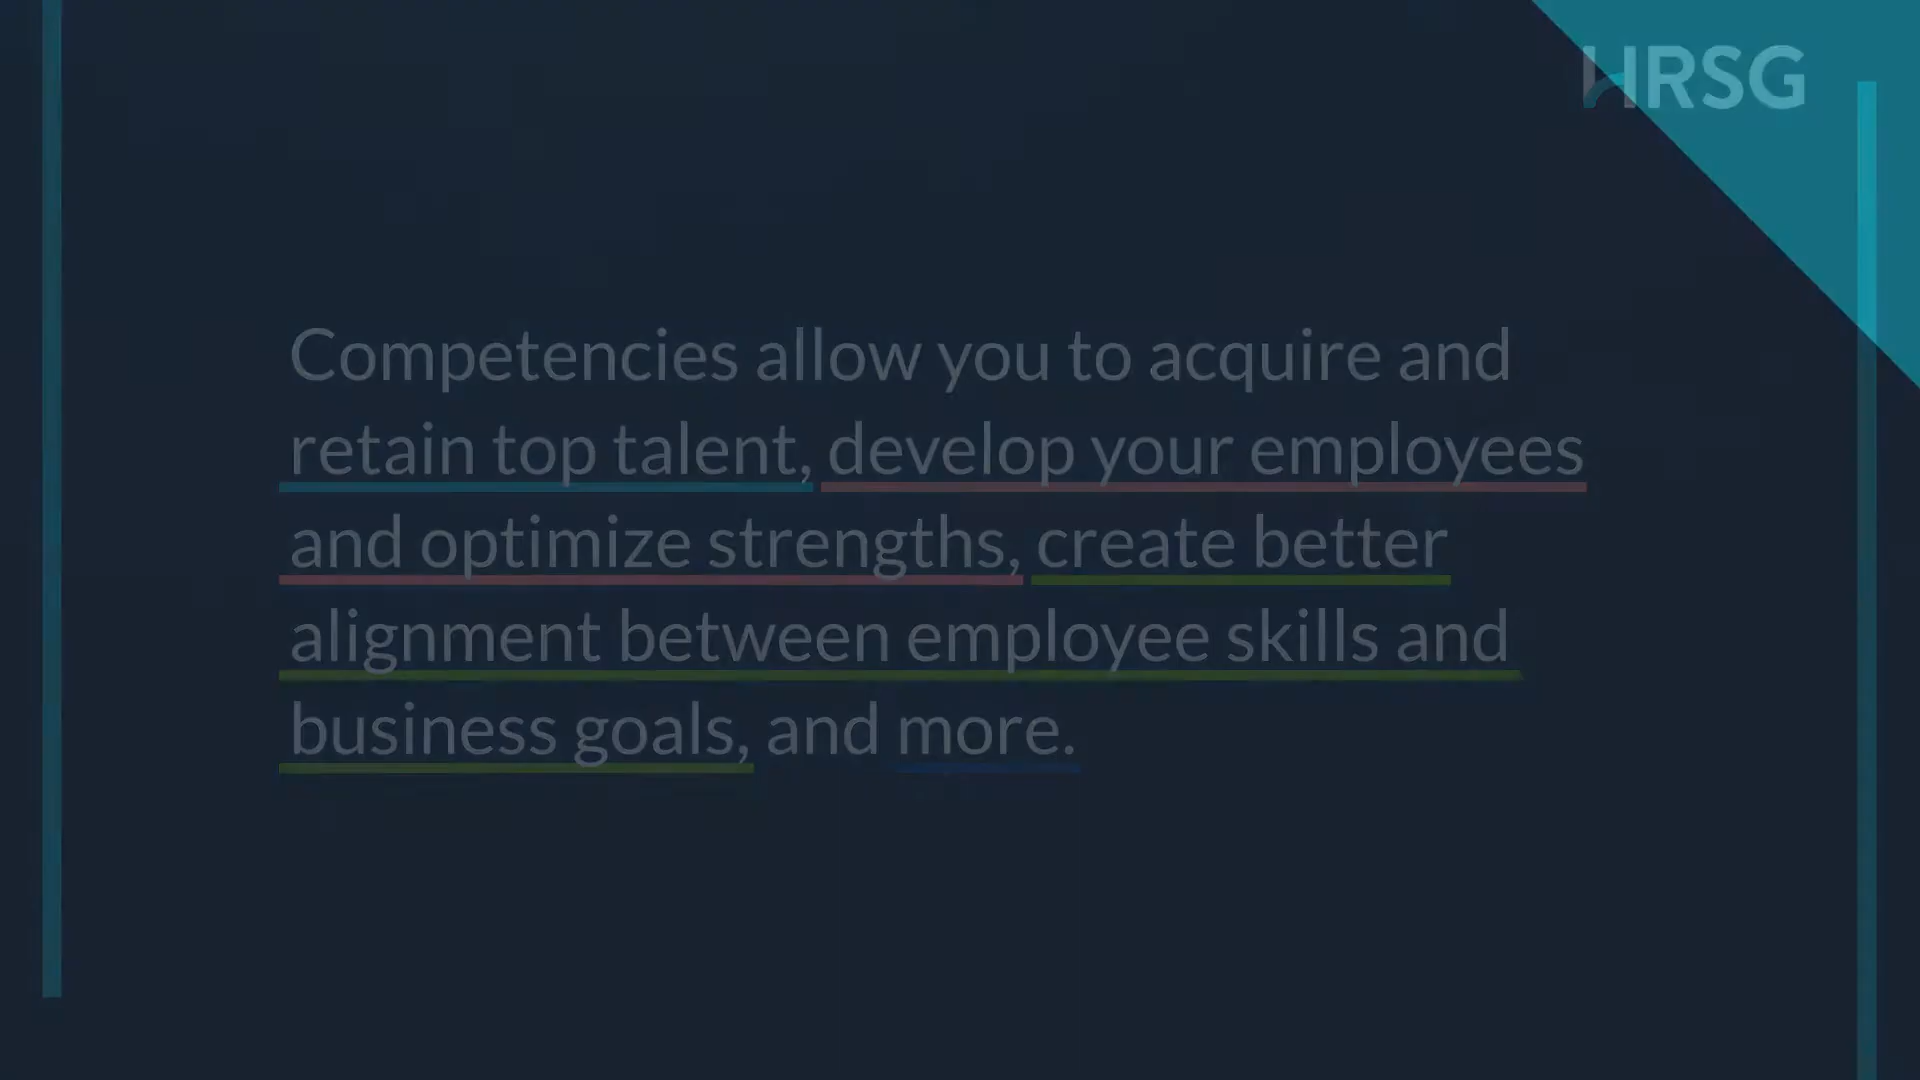 HRSG
Competencies allow you to acquire and
retain top talent, develop your employees
and optimize strengths, create better
alignment between employee skills and
business goals, and more.